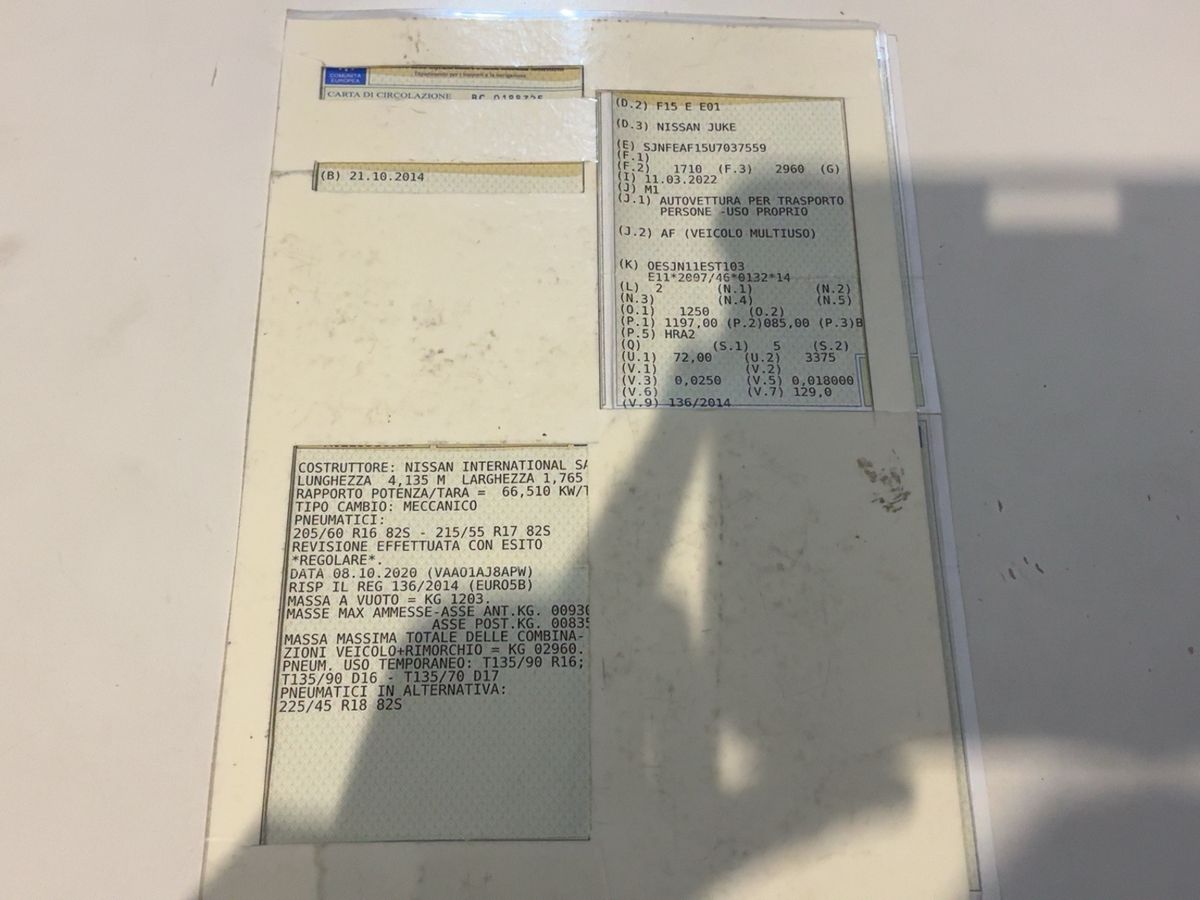 COMUNITÀ
EUROPEA
CARTA DI CIRCOLAZIONE
(B) 21.10.2014
(D.2) F15 E E01
(D.3) NISSAN JUKE
(E) SJNFEAF15U7037559
(F.1)
(F.2) 1710 (F.3) 2960 (G)
(I) 11.03.2022
(J) M1
(J.1) AUTOVETTURA PER TRASPORTO
PERSONE -USO PROPRIO
(J.2) AF (VEICOLO MULTIUSO)
(K) OESJN11EST103
E11*2007/46*0132*14
(L) 2 (N.1) (N.2)
(N.3) (N.4) (N.5)
(O.1) 1250 (O.2)
(P.1) 1197,00 (P.2)085,00 (P.3)B
(P.5) HRA2
(Q) (S.1) 5 (S.2)
(U.1) 72,00 (U.2) 3375
(V.1) (V.2)
(V.3) 0,0250 (V.5) 0,018000
(V.6) (V.7) 129,0
(V.9) 136/2014
COSTRUTTORE: NISSAN INTERNATIONAL SA
LUNGHEZZA 4,135 M LARGHEZZA 1,765
RAPPORTO POTENZA/TARA = 66,510 KW/T
TIPO CAMBIO: MECCANICO
PNEUMATICI:
205/60 R16 82S - 215/55 R17 82S
REVISIONE EFFETTUATA CON ESITO
*REGOLARE*.
DATA 08.10.2020 (VAA01AJ8APW)
RISP IL REG 136/2014 (EURO5B)
MASSA A VUOTO = KG 1203.
MASSE MAX AMMESSE-ASSE ANT.KG. 00930
ASSE POST.KG. 00835
MASSA MASSIMA TOTALE DELLE COMBINA-
ZIONI VEICOLO+RIMORCHIO = KG 02960.
PNEUM. USO TEMPORANEO: T135/90 R16;
T135/90 D16 - T135/70 D17
PNEUMATICI IN ALTERNATIVA:
225/45 R18 82S